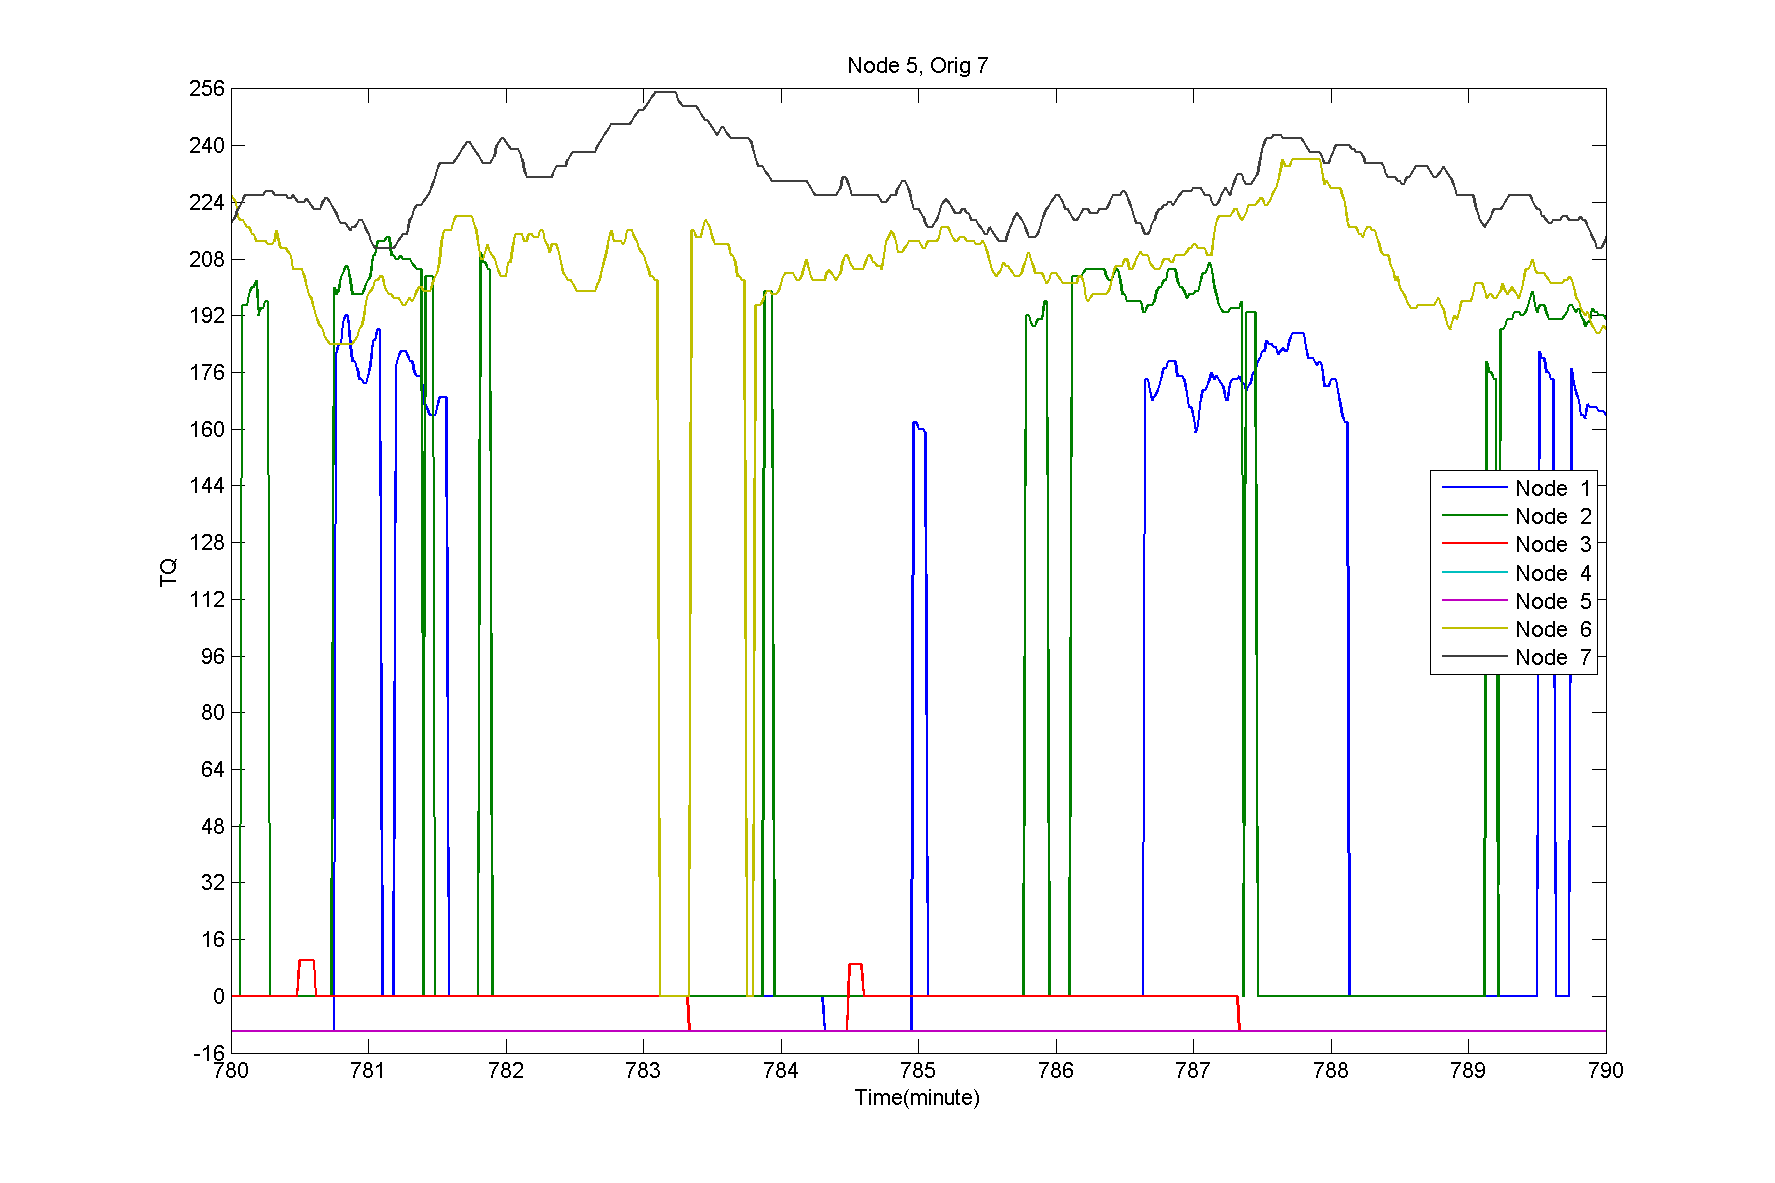 Node 5, Orig 7
256
240
224
208
192
176
160
144
128
112
96
80
64
48
32
16
0
-16
TQ
Node 1
Node 2
Node 3
Node 4
Node 5
Node 6
Node 7
780 781 782 783 784 785 786 787 788 789 790
Time(minute)